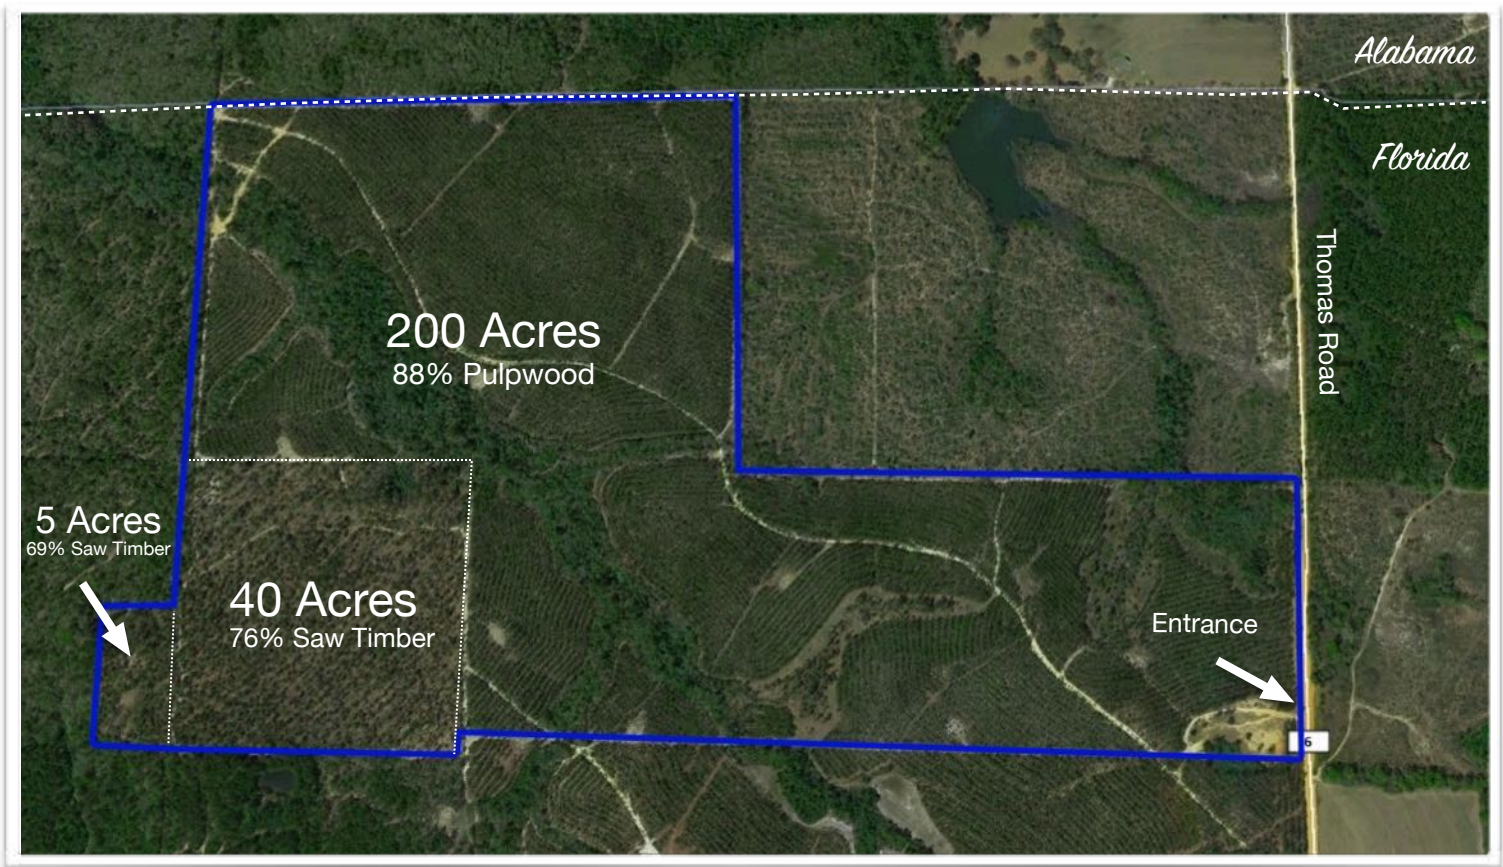 Alabama
Florida
Thomas Road
200 Acres
88% Pulpwood
5 Acres
69% Saw Timber
40 Acres
76% Saw Timber
Entrance
6